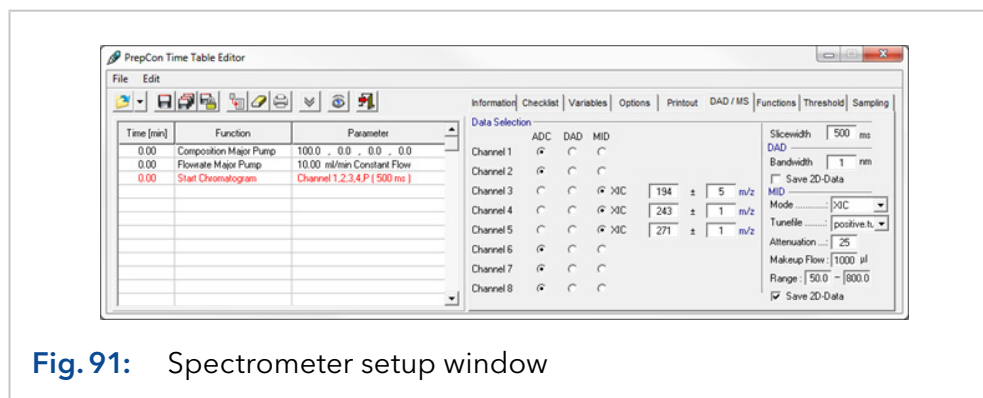 PrepCon Time Table Editor
File Edit
Information Checklist Variables Options Printout DAD / MS Functions Threshold Sampling
Time [min] Function Parameter
0.00 Composition Major Pump 100.0 , 0.0 , 0.0 , 0.0
0.00 Flowrate Major Pump 10.00 ml/min Constant Flow
0.00 Start Chromatogram Channel 1,2,3,4,P ( 500 ms )
Data Selection
ADC DAD MID
Channel 1
Channel 2
Channel 3 XIC 194 ± 5 m/z
Channel 4 XIC 243 ± 1 m/z
Channel 5 XIC 271 ± 1 m/z
Channel 6
Channel 7
Channel 8
Slicewidth 500 ms
DAD
Bandwidth 1 nm
Save 2D-Data
MID
Mode ..........: XIC
Tunefile ........: positive.tu
Attenuation ...: 25
Makeup Flow : 1000 µl
Range : 50.0 - 800.0
Save 2D-Data
Fig. 91: Spectrometer setup window